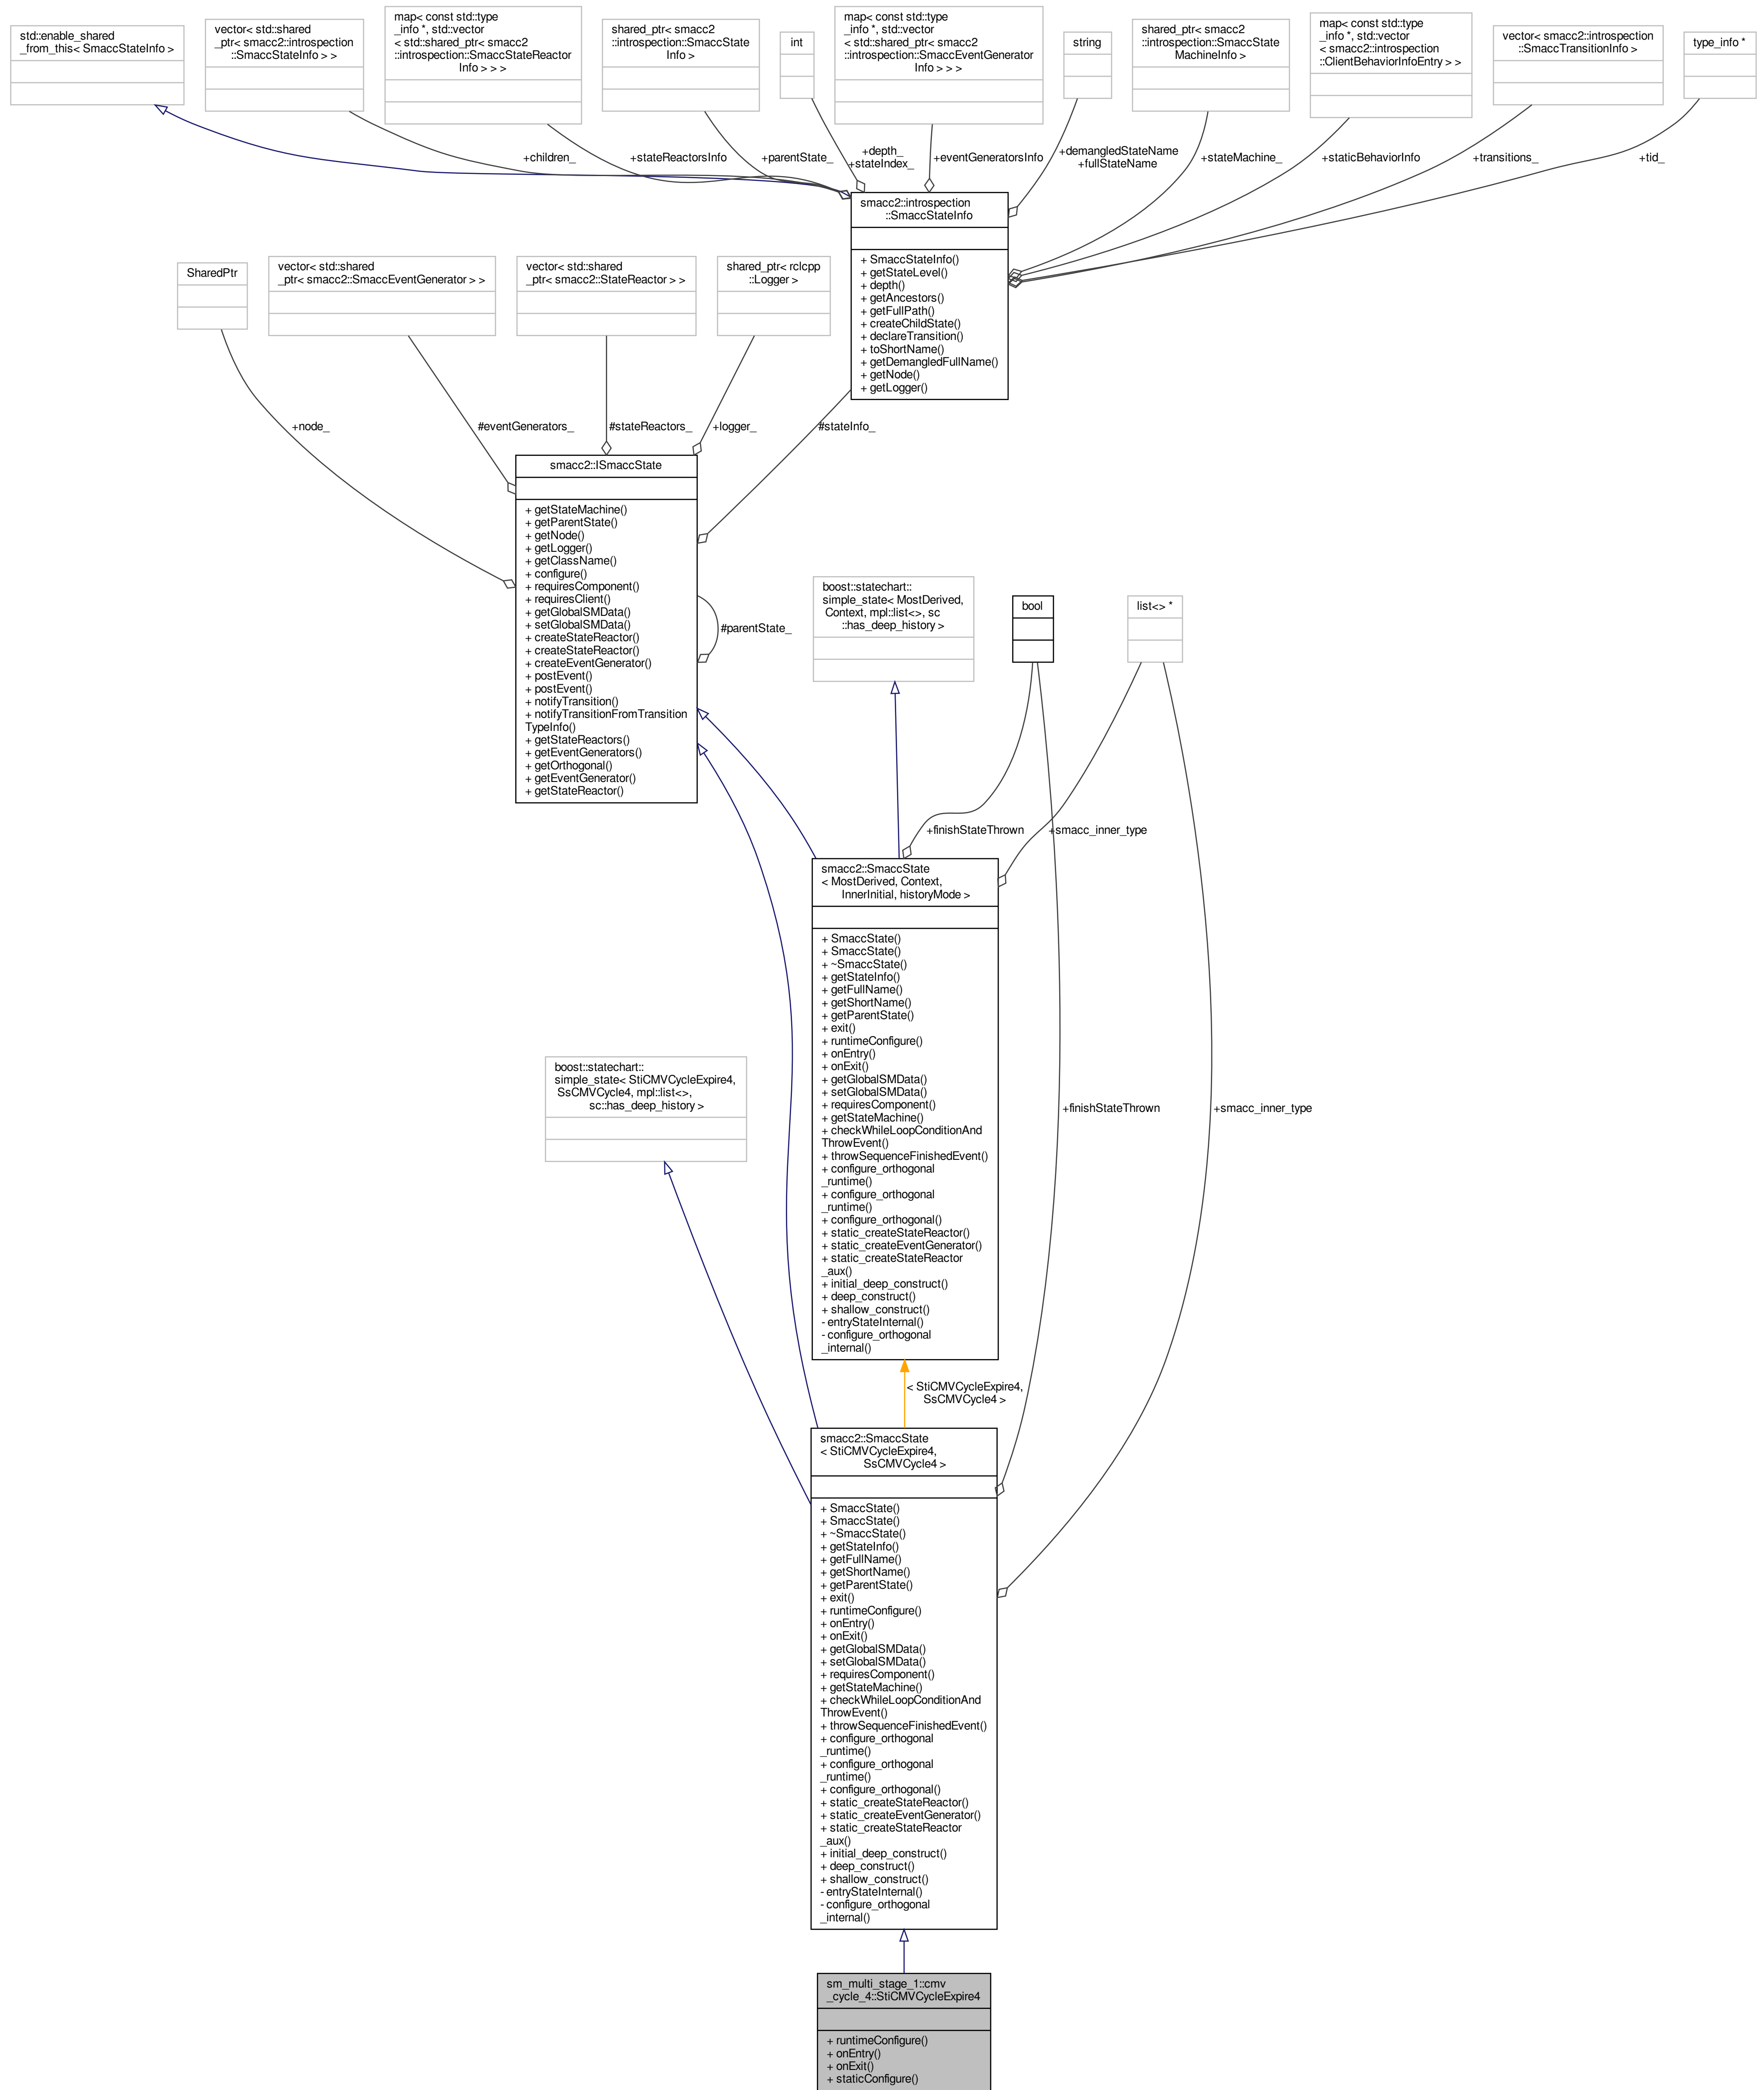 std::enable_shared
_from_this< SmaccStateInfo >
vector< std::shared
_ptr< smacc2::introspection
::SmaccStateInfo > >
map< const std::type
_info *, std::vector
< std::shared_ptr< smacc2
::introspection::SmaccStateReactor
Info > > >
shared_ptr< smacc2
::introspection::SmaccState
Info >
int
map< const std::type
_info *, std::vector
< std::shared_ptr< smacc2
::introspection::SmaccEventGenerator
Info > > >
string
shared_ptr< smacc2
::introspection::SmaccState
MachineInfo >
map< const std::type
_info *, std::vector
< smacc2::introspection
::ClientBehaviorInfoEntry > >
vector< smacc2::introspection
::SmaccTransitionInfo >
type_info *
+children_
+stateReactorsInfo
+parentState_
+depth_
+stateIndex_
+eventGeneratorsInfo
+demangledStateName
+fullStateName
+stateMachine_
+staticBehaviorInfo
+transitions_
+tid_
smacc2::introspection
::SmaccStateInfo
+ SmaccStateInfo()
+ getStateLevel()
+ depth()
+ getAncestors()
+ getFullPath()
+ createChildState()
+ declareTransition()
+ toShortName()
+ getDemangledFullName()
+ getNode()
+ getLogger()
SharedPtr
vector< std::shared
_ptr< smacc2::SmaccEventGenerator > >
vector< std::shared
_ptr< smacc2::StateReactor > >
shared_ptr< rclcpp
::Logger >
+node_
#eventGenerators_
#stateReactors_
+logger_
#stateInfo_
smacc2::ISmaccState
+ getStateMachine()
+ getParentState()
+ getNode()
+ getLogger()
+ getClassName()
+ configure()
+ requiresComponent()
+ requiresClient()
+ getGlobalSMData()
+ setGlobalSMData()
+ createStateReactor()
+ createStateReactor()
+ createEventGenerator()
+ postEvent()
+ postEvent()
+ notifyTransition()
+ notifyTransitionFromTransition
TypeInfo()
+ getStateReactors()
+ getEventGenerators()
+ getOrthogonal()
+ getEventGenerator()
+ getStateReactor()
#parentState_
boost::statechart::
simple_state< MostDerived,
Context, mpl::list<>, sc
::has_deep_history >
bool
list<> *
+finishStateThrown
+smacc_inner_type
smacc2::SmaccState
< MostDerived, Context,
InnerInitial, historyMode >
+ SmaccState()
+ SmaccState()
+ ~SmaccState()
+ getStateInfo()
+ getFullName()
+ getShortName()
+ getParentState()
+ exit()
+ runtimeConfigure()
+ onEntry()
+ onExit()
+ getGlobalSMData()
+ setGlobalSMData()
+ requiresComponent()
+ getStateMachine()
+ checkWhileLoopConditionAnd
ThrowEvent()
+ throwSequenceFinishedEvent()
+ configure_orthogonal
_runtime()
+ configure_orthogonal
_runtime()
+ configure_orthogonal()
+ static_createStateReactor()
+ static_createEventGenerator()
+ static_createStateReactor
_aux()
+ initial_deep_construct()
+ deep_construct()
+ shallow_construct()
- entryStateInternal()
- configure_orthogonal
_internal()
boost::statechart::
simple_state< StiCMVCycleExpire4,
SsCMVCycle4, mpl::list<>,
sc::has_deep_history >
+finishStateThrown
+smacc_inner_type
< StiCMVCycleExpire4,
SsCMVCycle4 >
smacc2::SmaccState
< StiCMVCycleExpire4,
SsCMVCycle4 >
+ SmaccState()
+ SmaccState()
+ ~SmaccState()
+ getStateInfo()
+ getFullName()
+ getShortName()
+ getParentState()
+ exit()
+ runtimeConfigure()
+ onEntry()
+ onExit()
+ getGlobalSMData()
+ setGlobalSMData()
+ requiresComponent()
+ getStateMachine()
+ checkWhileLoopConditionAnd
ThrowEvent()
+ throwSequenceFinishedEvent()
+ configure_orthogonal
_runtime()
+ configure_orthogonal
_runtime()
+ configure_orthogonal()
+ static_createStateReactor()
+ static_createEventGenerator()
+ static_createStateReactor
_aux()
+ initial_deep_construct()
+ deep_construct()
+ shallow_construct()
- entryStateInternal()
- configure_orthogonal
_internal()
sm_multi_stage_1::cmv
_cycle_4::StiCMVCycleExpire4
+ runtimeConfigure()
+ onEntry()
+ onExit()
+ staticConfigure()